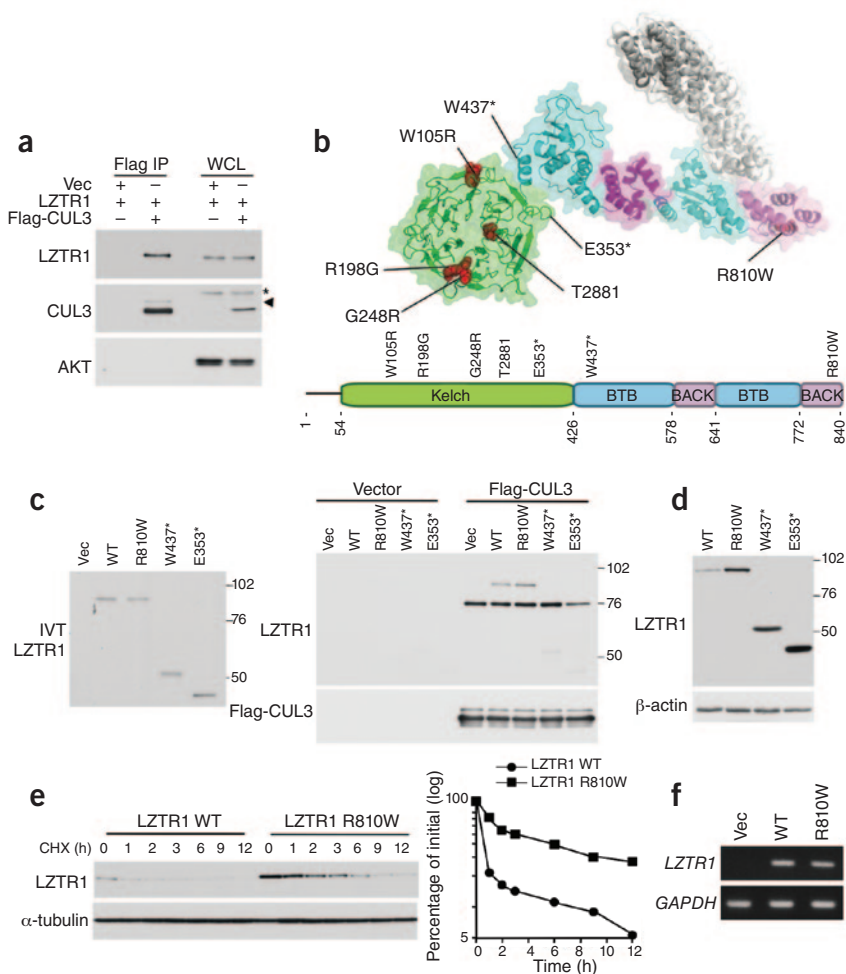 a
Flag IP WCL
Vec + – + –
LZTR1 + + + +
Flag-CUL3 – + – +
LZTR1
CUL3
*
AKT
b
W437*
W105R
E353*
R198G
T2881
G248R
R810W
W105R R198G G248R T2881 E353* W437* R810W
Kelch BTB BACK BTB BACK
1 - 54 - 426 - 578 - 641 - 772 - 840 -
c
Vec WT R810W W437* E353*
102
76
50
IVT
LZTR1
Vector Flag-CUL3
Vec WT R810W W437* E353* Vec WT R810W W437* E353*
LZTR1
102
76
50
Flag-CUL3
d
WT R810W W437* E353*
102
76
50
LZTR1
β-actin
e
LZTR1 WT LZTR1 R810W
CHX (h) 0 1 2 3 6 9 12 0 1 2 3 6 9 12
LZTR1
α-tubulin
LZTR1 WT
LZTR1 R810W
Percentage of initial (log)
100
5
0 2 4 6 8 10 12
Time (h)
f
Vec WT R810W
LZTR1
GAPDH